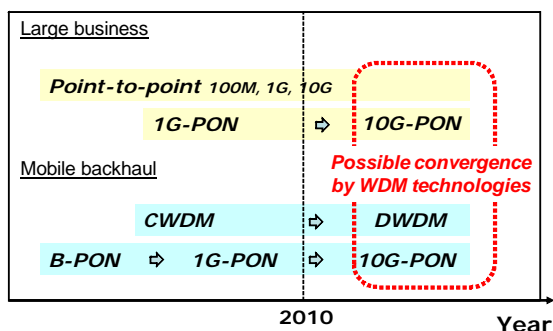 Large business
Point-to-point 100M, 1G, 10G
1G-PON ⇨ 10G-PON
Possible convergence
by WDM technologies
Mobile backhaul
CWDM ⇨ DWDM
B-PON ⇨ 1G-PON ⇨ 10G-PON
2010
Year